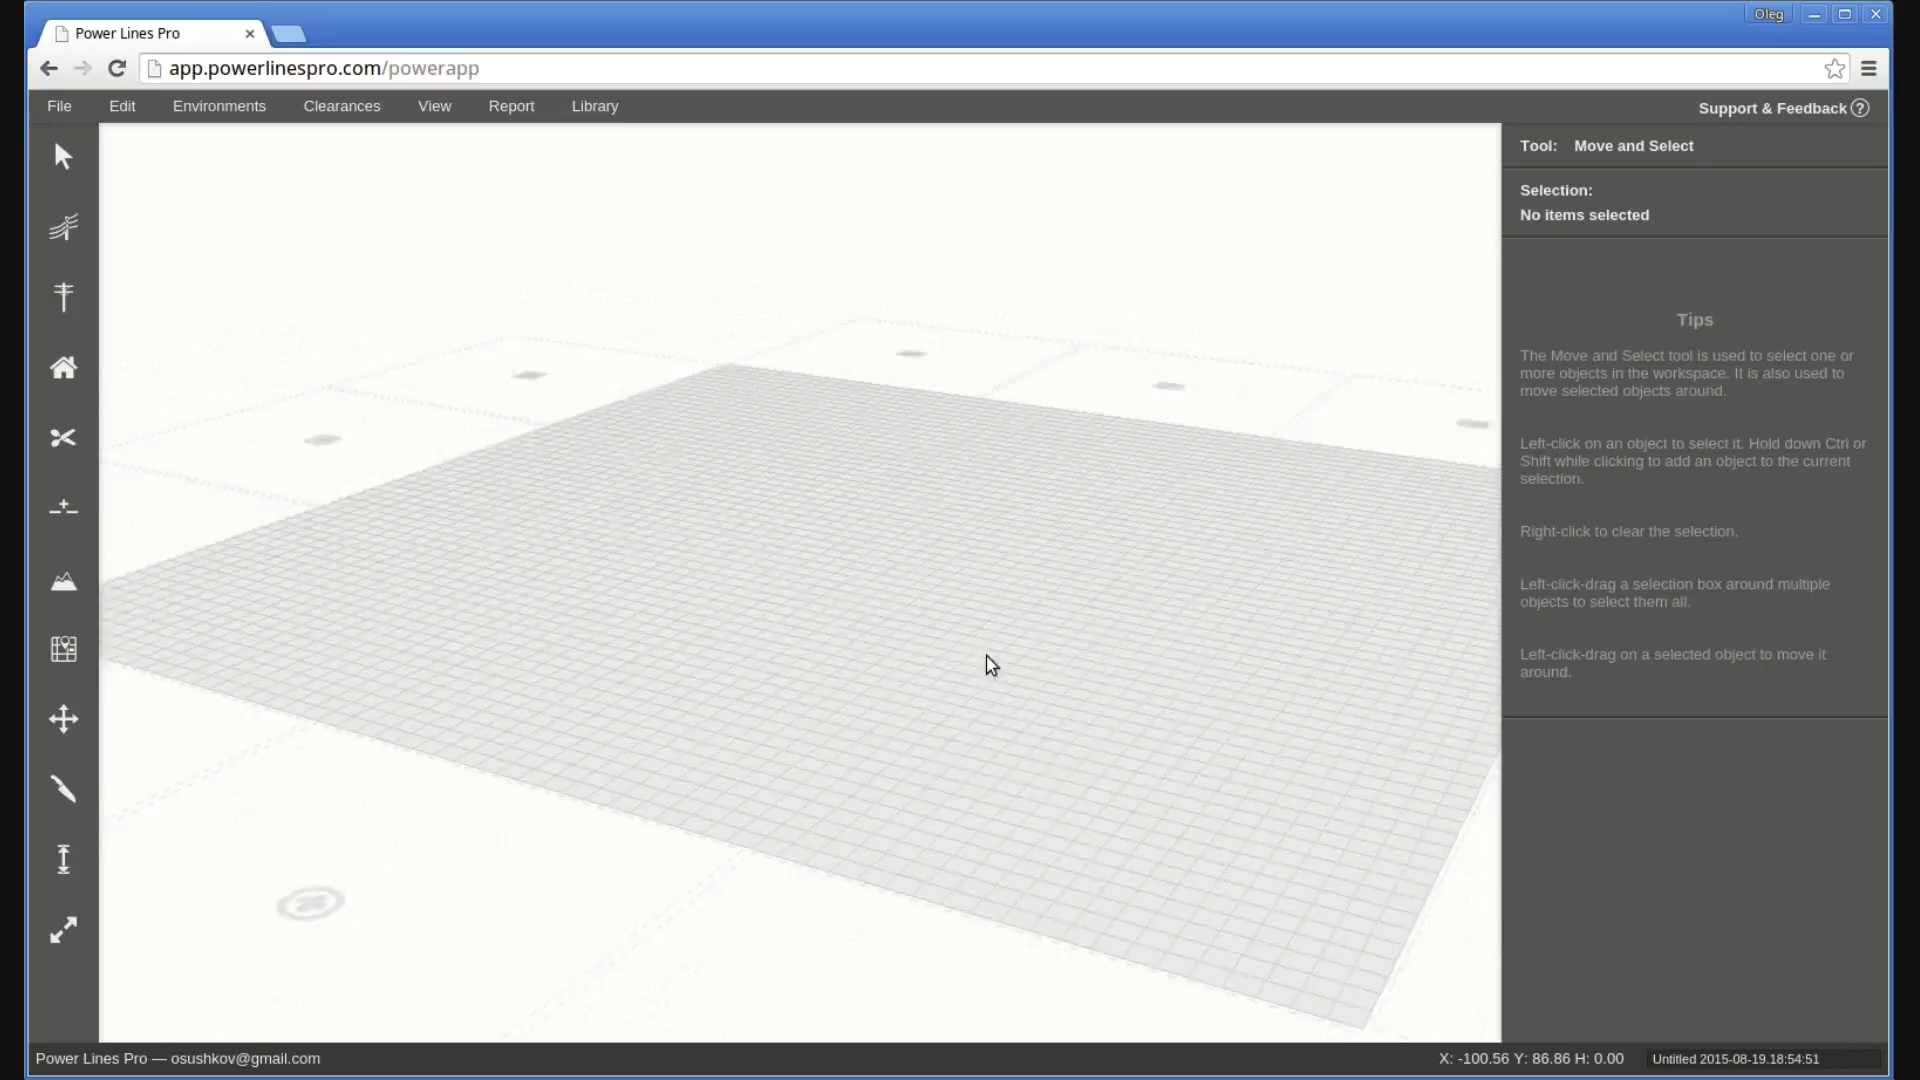 Power Lines Pro
Oleg
app.powerlinespro.com/powerapp
File Edit Environments Clearances View Report Library
Support & Feedback ?
Tool: Move and Select
Selection:
No items selected
Tips
The Move and Select tool is used to select one or
more objects in the workspace. It is also used to
move selected objects around.
Left-click on an object to select it. Hold down Ctrl or
Shift while clicking to add an object to the current
selection.
Right-click to clear the selection.
Left-click-drag a selection box around multiple
objects to select them all.
Left-click-drag on a selected object to move it
around.
Power Lines Pro — osushkov@gmail.com
X: -100.56 Y: 86.86 H: 0.00
Untitled 2015-08-19.18:54:51